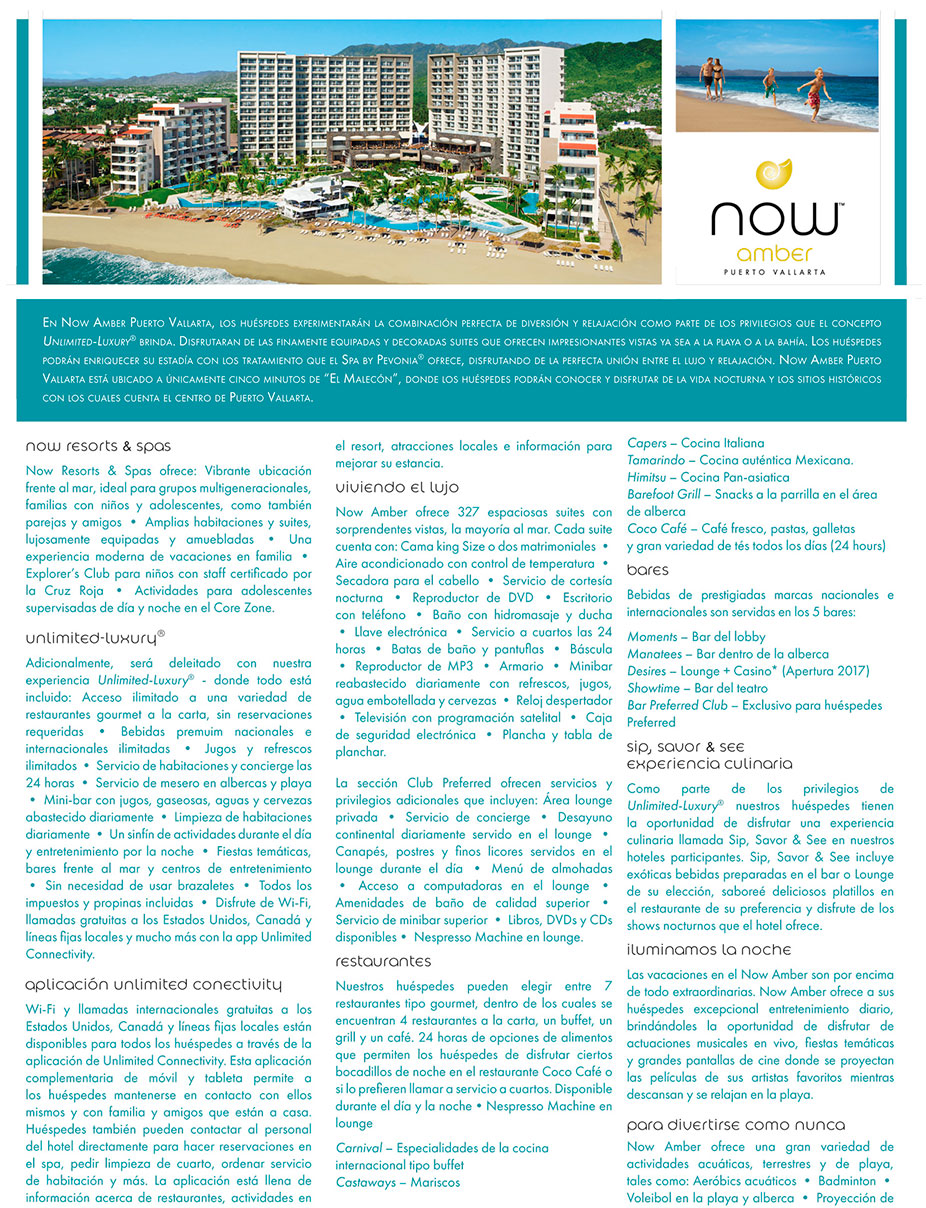 now™
amber
PUERTO VALLARTA
En Now Amber Puerto Vallarta, los huéspedes experimentarán la combinación perfecta de diversión y relajación como parte de los privilegios que el concepto
Unlimited-Luxury® brinda. Disfrutaran de las finamente equipadas y decoradas suites que ofrecen impresionantes vistas ya sea a la playa o a la bahía. Los huéspedes
podrán enriquecer su estadía con los tratamiento que el Spa by Pevonia® ofrece, disfrutando de la perfecta unión entre el lujo y relajación. Now Amber Puerto
Vallarta está ubicado a únicamente cinco minutos de “El Malecón”, donde los huéspedes podrán conocer y disfrutar de la vida nocturna y los sitios históricos
con los cuales cuenta el centro de Puerto Vallarta.
now resorts & spas
Now Resorts & Spas ofrece: Vibrante ubicación
frente al mar, ideal para grupos multigeneracionales,
familias con niños y adolescentes, como también
parejas y amigos • Amplias habitaciones y suites,
lujosamente equipadas y amuebladas • Una
experiencia moderna de vacaciones en familia •
Explorer’s Club para niños con staff certificado por
la Cruz Roja • Actividades para adolescentes
supervisadas de día y noche en el Core Zone.
unlimited-luxury®
Adicionalmente, será deleitado con nuestra
experiencia Unlimited-Luxury® - donde todo está
incluido: Acceso ilimitado a una variedad de
restaurantes gourmet a la carta, sin reservaciones
requeridas • Bebidas premuim nacionales e
internacionales ilimitadas • Jugos y refrescos
ilimitados • Servicio de habitaciones y concierge las
24 horas • Servicio de mesero en albercas y playa
• Mini-bar con jugos, gaseosas, aguas y cervezas
abastecido diariamente • Limpieza de habitaciones
diariamente • Un sinfín de actividades durante el día
y entretenimiento por la noche • Fiestas temáticas,
bares frente al mar y centros de entretenimiento
• Sin necesidad de usar brazaletes • Todos los
impuestos y propinas incluidas • Disfrute de Wi-Fi,
llamadas gratuitas a los Estados Unidos, Canadá y
líneas fijas locales y mucho más con la app Unlimited
Connectivity.
aplicación unlimited conectivity
Wi-Fi y llamadas internacionales gratuitas a los
Estados Unidos, Canadá y líneas fijas locales están
disponibles para todos los huéspedes a través de la
aplicación de Unlimited Connectivity. Esta aplicación
complementaria de móvil y tableta permite a
los huéspedes mantenerse en contacto con ellos
mismos y con familia y amigos que están a casa.
Huéspedes también pueden contactar al personal
del hotel directamente para hacer reservaciones en
el spa, pedir limpieza de cuarto, ordenar servicio
de habitación y más. La aplicación está llena de
información acerca de restaurantes, actividades en
el resort, atracciones locales e información para
mejorar su estancia.
viviendo el lujo
Now Amber ofrece 327 espaciosas suites con
sorprendentes vistas, la mayoría al mar. Cada suite
cuenta con: Cama king Size o dos matrimoniales •
Aire acondicionado con control de temperatura •
Secadora para el cabello • Servicio de cortesía
nocturna • Reproductor de DVD • Escritorio
con teléfono • Baño con hidromasaje y ducha
• Llave electrónica • Servicio a cuartos las 24
horas • Batas de baño y pantuflas • Báscula
• Reproductor de MP3 • Armario • Minibar
reabastecido diariamente con refrescos, jugos,
agua embotellada y cervezas • Reloj despertador
• Televisión con programación satelital • Caja
de seguridad electrónica • Plancha y tabla de
planchar.
La sección Club Preferred ofrecen servicios y
privilegios adicionales que incluyen: Área lounge
privada • Servicio de concierge • Desayuno
continental diariamente servido en el lounge •
Canapés, postres y finos licores servidos en el
lounge durante el día • Menú de almohadas
• Acceso a computadoras en el lounge •
Amenidades de baño de calidad superior •
Servicio de minibar superior • Libros, DVDs y CDs
disponibles • Nespresso Machine en lounge.
restaurantes
Nuestros huéspedes pueden elegir entre 7
restaurantes tipo gourmet, dentro de los cuales se
encuentran 4 restaurantes a la carta, un buffet, un
grill y un café. 24 horas de opciones de alimentos
que permiten los huéspedes de disfrutar ciertos
bocadillos de noche en el restaurante Coco Café o
si lo prefieren llamar a servicio a cuartos. Disponible
durante el día y la noche • Nespresso Machine en
lounge
Carnival – Especialidades de la cocina
internacional tipo buffet
Castaways – Mariscos
Capers – Cocina Italiana
Tamarindo – Cocina auténtica Mexicana.
Himitsu – Cocina Pan-asiatica
Barefoot Grill – Snacks a la parrilla en el área
de alberca
Coco Café – Café fresco, pastas, galletas
y gran variedad de tés todos los días (24 hours)
bares
Bebidas de prestigiadas marcas nacionales e
internacionales son servidas en los 5 bares:
Moments – Bar del lobby
Manatees – Bar dentro de la alberca
Desires – Lounge + Casino* (Apertura 2017)
Showtime – Bar del teatro
Bar Preferred Club – Exclusivo para huéspedes
Preferred
sip, savor & see
experiencia culinaria
Como parte de los privilegios de
Unlimited-Luxury® nuestros huéspedes tienen
la oportunidad de disfrutar una experiencia
culinaria llamada Sip, Savor & See en nuestros
hoteles participantes. Sip, Savor & See incluye
exóticas bebidas preparadas en el bar o Lounge
de su elección, saboreé deliciosos platillos en
el restaurante de su preferencia y disfrute de los
shows nocturnos que el hotel ofrece.
iluminamos la noche
Las vacaciones en el Now Amber son por encima
de todo extraordinarias. Now Amber ofrece a sus
huéspedes excepcional entretenimiento diario,
brindándoles la oportunidad de disfrutar de
actuaciones musicales en vivo, fiestas temáticas
y grandes pantallas de cine donde se proyectan
las películas de sus artistas favoritos mientras
descansan y se relajan en la playa.
para divertirse como nunca
Now Amber ofrece una gran variedad de
actividades acuáticas, terrestres y de playa,
tales como: Aeróbics acuáticos • Badminton •
Voleibol en la playa y alberca • Proyección de